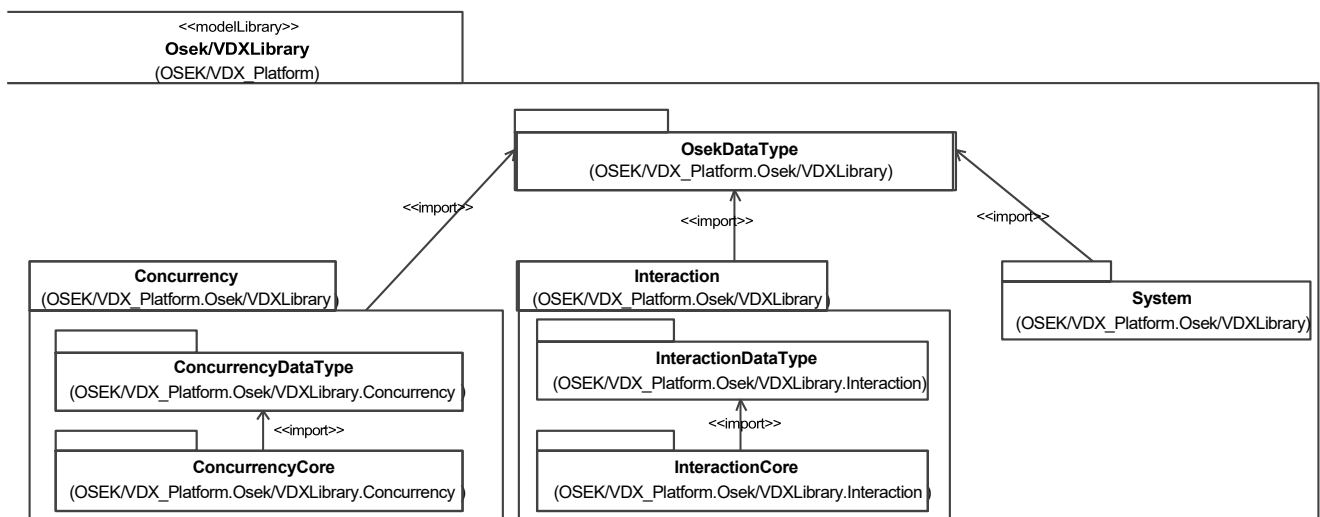 <<modelLibrary>>
Osek/VDXLibrary
(OSEK/VDX_Platform)
OsekDataType
(OSEK/VDX_Platform.Osek/VDXLibrary)
<<import>>
<<import>>
<<import>>
Concurrency
(OSEK/VDX_Platform.Osek/VDXLibrary)
Interaction
(OSEK/VDX_Platform.Osek/VDXLibrary)
System
(OSEK/VDX_Platform.Osek/VDXLibrary)
ConcurrencyDataType
(OSEK/VDX_Platform.Osek/VDXLibrary.Concurrency)
InteractionDataType
(OSEK/VDX_Platform.Osek/VDXLibrary.Interaction)
<<import>>
<<import>>
ConcurrencyCore
(OSEK/VDX_Platform.Osek/VDXLibrary.Concurrency)
InteractionCore
(OSEK/VDX_Platform.Osek/VDXLibrary.Interaction)